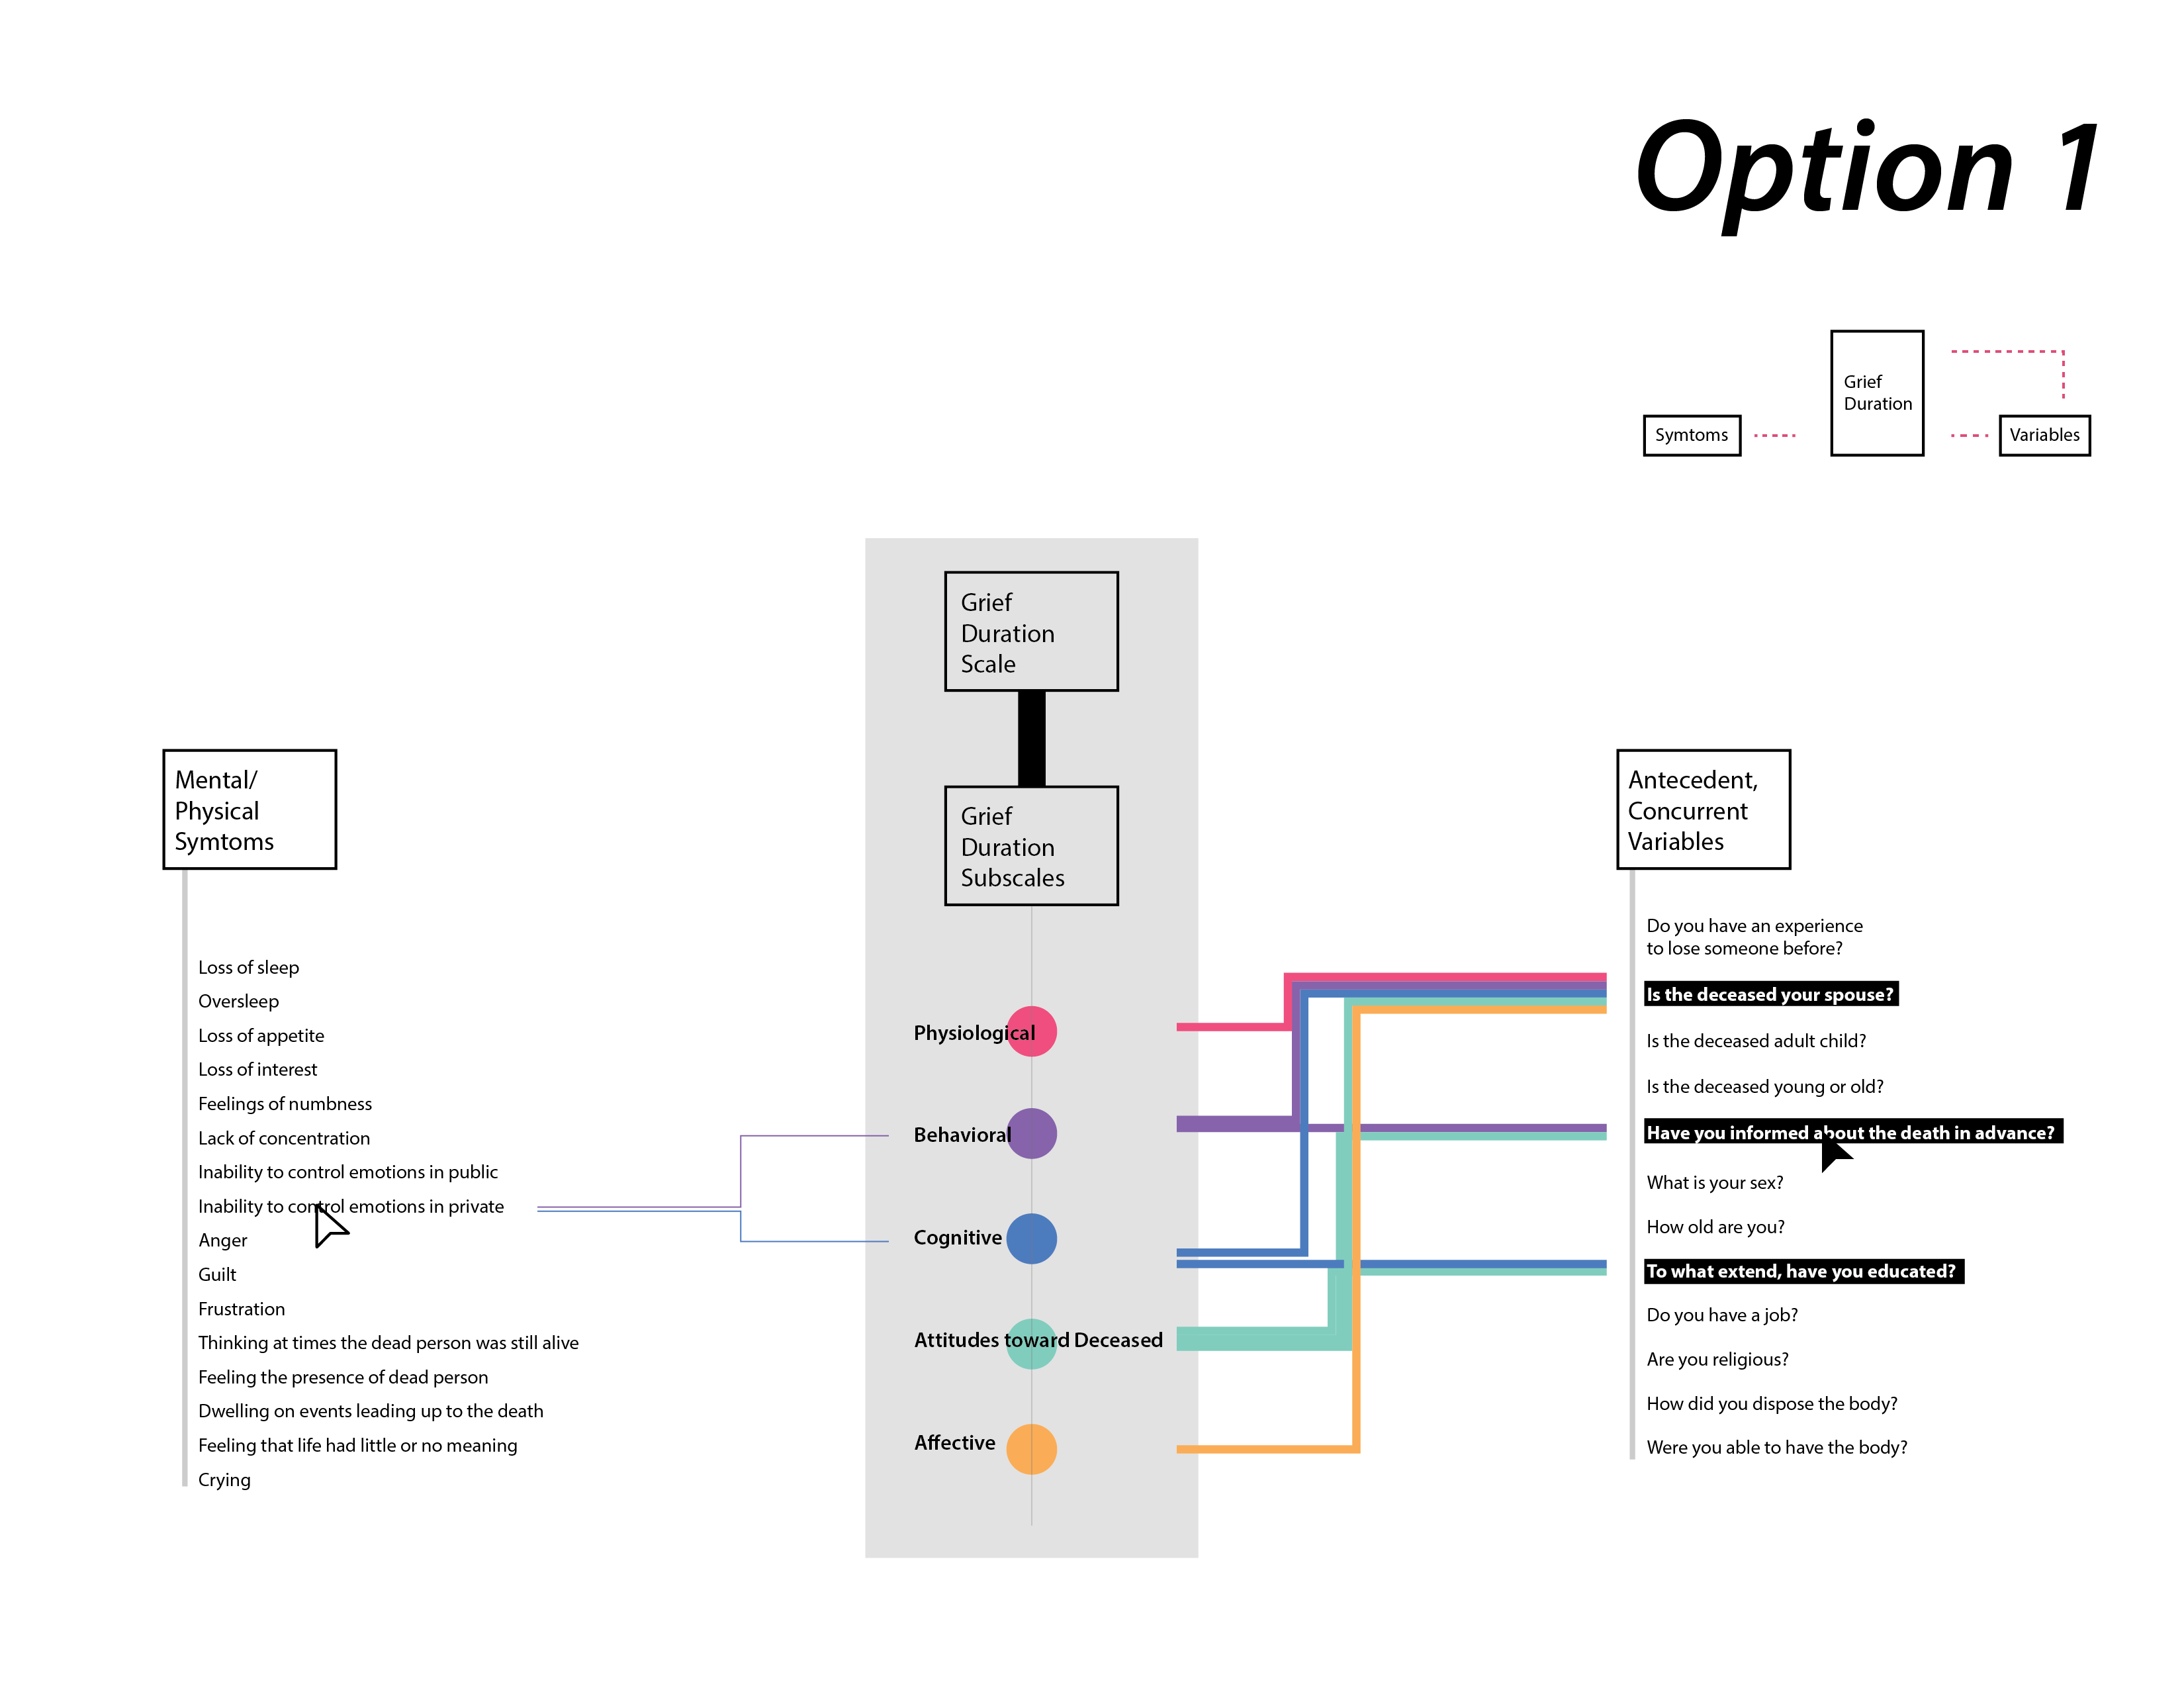 Option 1
Grief
Duration
Symtoms
Variables
Grief
Duration
Scale
Grief
Duration
Subscales
Mental/
Physical
Symtoms
Loss of sleep
Oversleep
Loss of appetite
Loss of interest
Feelings of numbness
Lack of concentration
Inability to control emotions in public
Inability to control emotions in private
Anger
Guilt
Frustration
Thinking at times the dead person was still alive
Feeling the presence of dead person
Dwelling on events leading up to the death
Feeling that life had little or no meaning
Crying
Physiological
Behavioral
Cognitive
Attitudes toward Deceased
Affective
Antecedent,
Concurrent
Variables
Do you have an experience
to lose someone before?
Is the deceased your spouse?
Is the deceased adult child?
Is the deceased young or old?
Have you informed about the death in advance?
What is your sex?
How old are you?
To what extend, have you educated?
Do you have a job?
Are you religious?
How did you dispose the body?
Were you able to have the body?